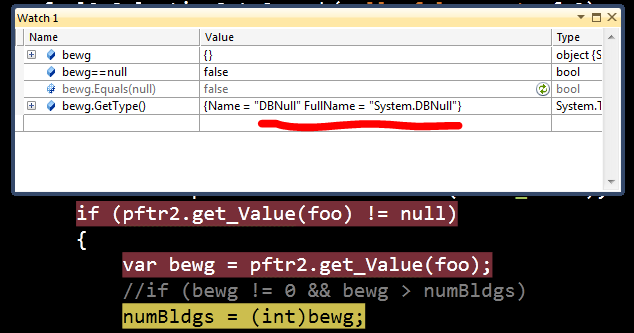 Watch 1
Name Value Type
bewg {} object {S
bewg==null false bool
bewg.Equals(null) false bool
bewg.GetType() {Name = "DBNull" FullName = "System.DBNull"} System.T
if (pftr2.get_Value(foo) != null)
{
var bewg = pftr2.get_Value(foo);
//if (bewg != 0 && bewg > numBldgs)
numBldgs = (int)bewg;